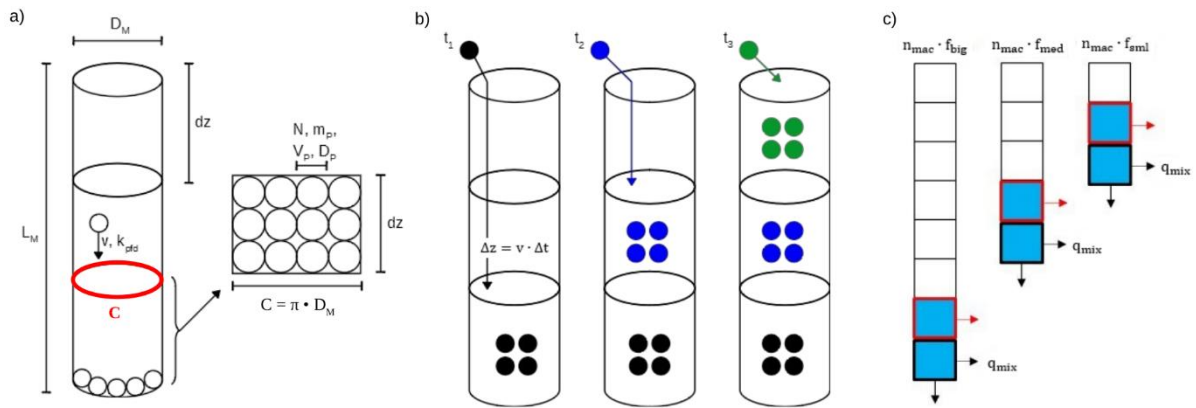 a)
D_M
L_M
dz
v, k_pfd
C
N, m_p,
V_p, D_p
dz
C = π • D_M
b)
t_1
t_2
t_3
Δz = v · Δt
c)
n_mac · f_big
n_mac · f_med
n_mac · f_sml
q_mix
q_mix
q_mix